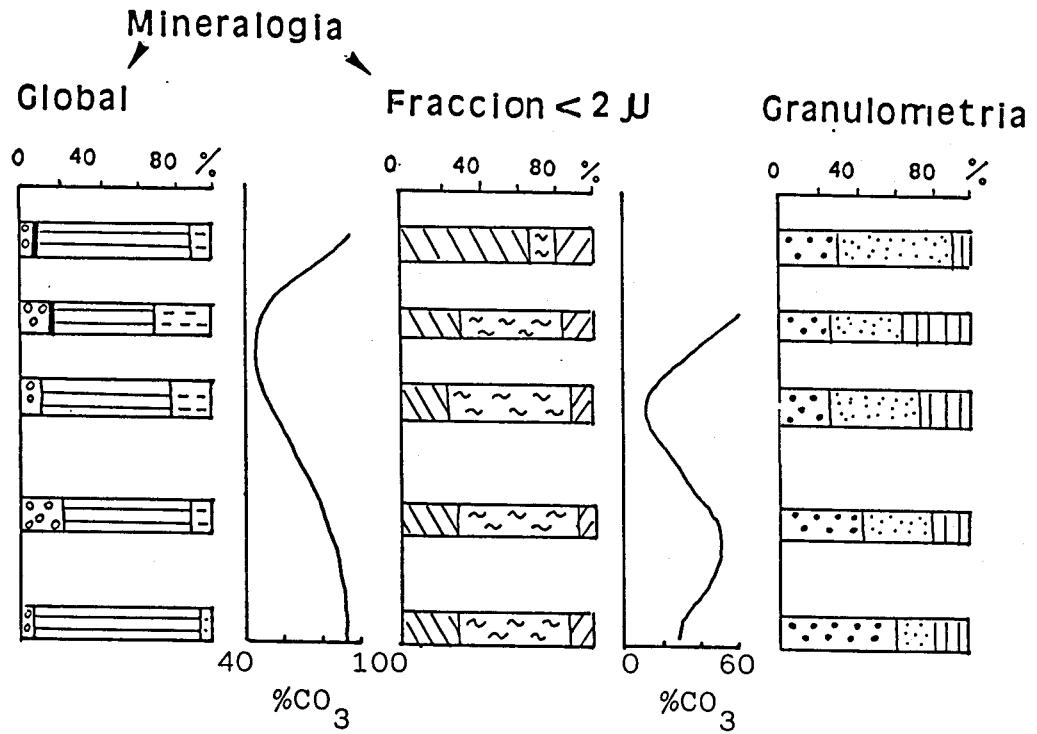 Mineralogia
Global
Fraccion < 2 µ
Granulometria
0 40 80 %
0 40 80 %
0 40 80 %
40 100
%CO3
0 60
%CO3